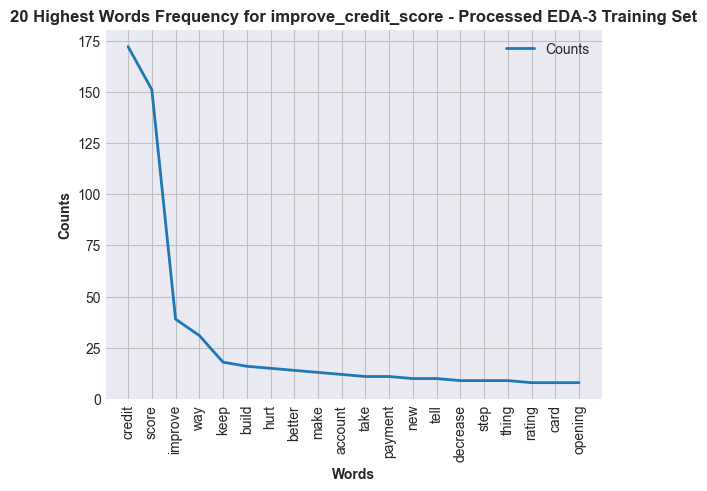 20 Highest Words Frequency for improve_credit_score - Processed EDA-3 Training Set
Counts
175
150
125
100
75
50
25
0
Counts
credit
score
improve
way
keep
build
hurt
better
make
account
take
payment
new
tell
decrease
step
thing
rating
card
opening
Words